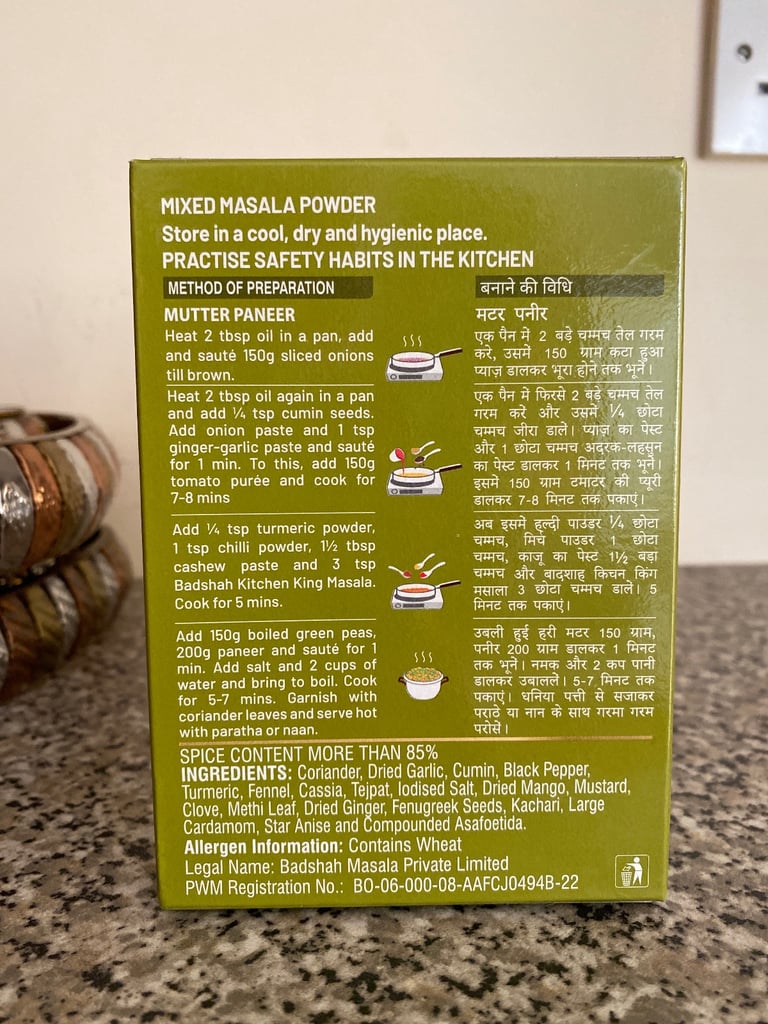 MIXED MASALA POWDER
Store in a cool, dry and hygienic place.
PRACTISE SAFETY HABITS IN THE KITCHEN
METHOD OF PREPARATION
MUTTER PANEER
Heat 2 tbsp oil in a pan, add
and sauté 150g sliced onions
till brown.
Heat 2 tbsp oil again in a pan
and add ¼ tsp cumin seeds.
Add onion paste and 1 tsp
ginger-garlic paste and sauté
for 1 min. To this, add 150g
tomato purée and cook for
7-8 mins
Add ¼ tsp turmeric powder,
1 tsp chilli powder, 1½ tbsp
cashew paste and 3 tsp
Badshah Kitchen King Masala.
Cook for 5 mins.
Add 150g boiled green peas,
200g paneer and sauté for 1
min. Add salt and 2 cups of
water and bring to boil. Cook
for 5-7 mins. Garnish with
coriander leaves and serve hot
with paratha or naan.
बनाने की विधि
मटर पनीर
एक पैन में 2 बड़े चम्मच तेल गरम
करे, उसमें 150 ग्राम कटा हुआ
प्याज़ डालकर भूरा होने तक भूनें।
एक पैन में फिरसे 2 बड़े चम्मच तेल
गरम करे और उसमें ¼ छोटा
चम्मच जीरा डाले। प्याज़ का पेस्ट
और 1 छोटा चम्मच अदरक-लहसुन
का पेस्ट डालकर 1 मिनट तक भूने।
इसमें 150 ग्राम टमाटर की प्यूरी
डालकर 7-8 मिनट तक पकाएं।
अब इसमें हल्दी पाउडर ¼ छोटा
चम्मच, मिर्च पाउडर 1 छोटा
चम्मच, काजू का पेस्ट 1½ बड़ा
चम्मच और बादशाह किचन किंग
मसाला 3 छोटा चम्मच डालें। 5
मिनट तक पकाएं।
उबली हुई हरी मटर 150 ग्राम,
पनीर 200 ग्राम डालकर 1 मिनट
तक भूने। नमक और 2 कप पानी
डालकर उबालले। 5-7 मिनट तक
पकाएं। धनिया पत्ती से सजाकर
पराठे या नान के साथ गरमा गरम
परोसें।
SPICE CONTENT MORE THAN 85%
INGREDIENTS: Coriander, Dried Garlic, Cumin, Black Pepper,
Turmeric, Fennel, Cassia, Tejpat, Iodised Salt, Dried Mango, Mustard,
Clove, Methi Leaf, Dried Ginger, Fenugreek Seeds, Kachari, Large
Cardamom, Star Anise and Compounded Asafoetida.
Allergen Information: Contains Wheat
Legal Name: Badshah Masala Private Limited
PWM Registration No.: BO-06-000-08-AAFCJ0494B-22